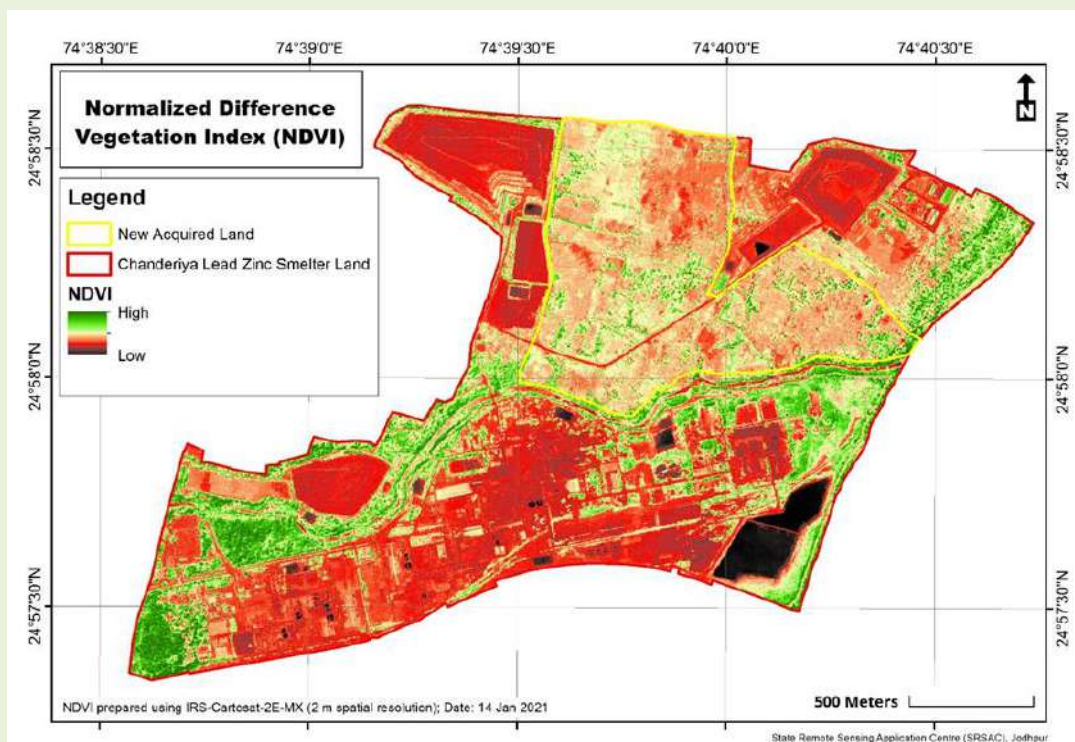 74°38'30"E 74°39'0"E 74°39'30"E 74°40'0"E 74°40'30"E
Normalized Difference
Vegetation Index (NDVI)
N
24°58'30"N 24°58'30"N
Legend
New Acquired Land
Chanderiya Lead Zinc Smelter Land
NDVI
High
Low
24°58'0"N 24°58'0"N
24°57'30"N 24°57'30"N
500 Meters
NDVI prepared using IRS-Cartosat-2E-MX (2 m spatial resolution); Date: 14 Jan 2021
State Remote Sensing Application Centre (SRSAC), Jodhpur